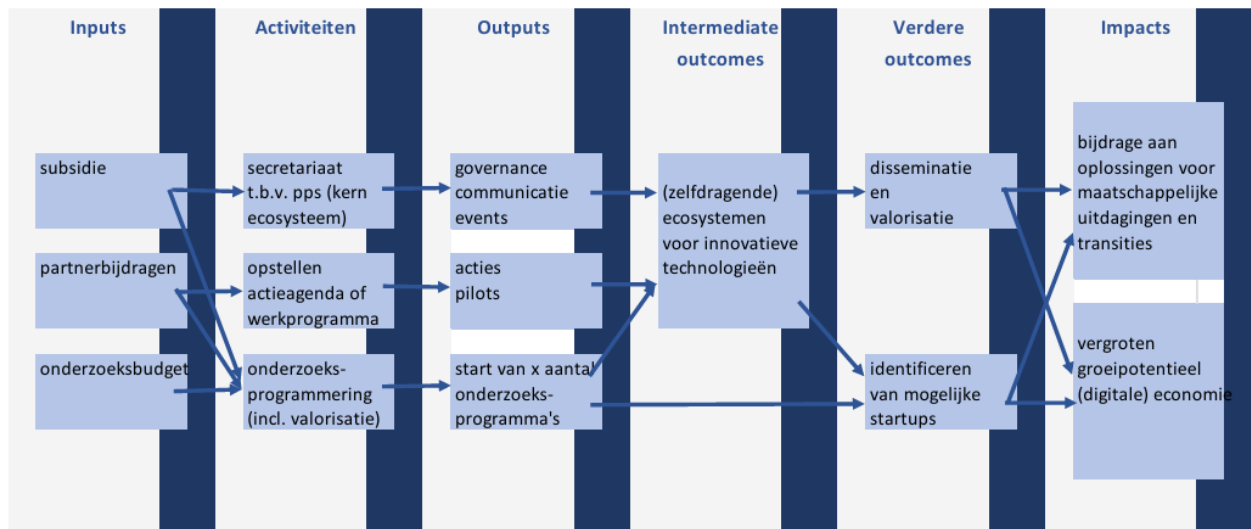 Inputs
Activiteiten
Outputs
Intermediate
outcomes
Verdere
outcomes
Impacts
subsidie
partnerbijdragen
onderzoeksbudget
secretariaat
t.b.v. pps (kern
ecosysteem)
opstellen
actieagenda of
werkprogramma
onderzoeks-
programmering
(incl. valorisatie)
governance
communicatie
events
acties
pilots
start van x aantal
onderzoeks-
programma's
(zelfdragende)
ecosystemen
voor innovatieve
technologieën
disseminatie
en
valorisatie
identificeren
van mogelijke
startups
bijdrage aan
oplossingen voor
maatschappelijke
uitdagingen en
transities
vergroten
groeipotentieel
(digitale) economie